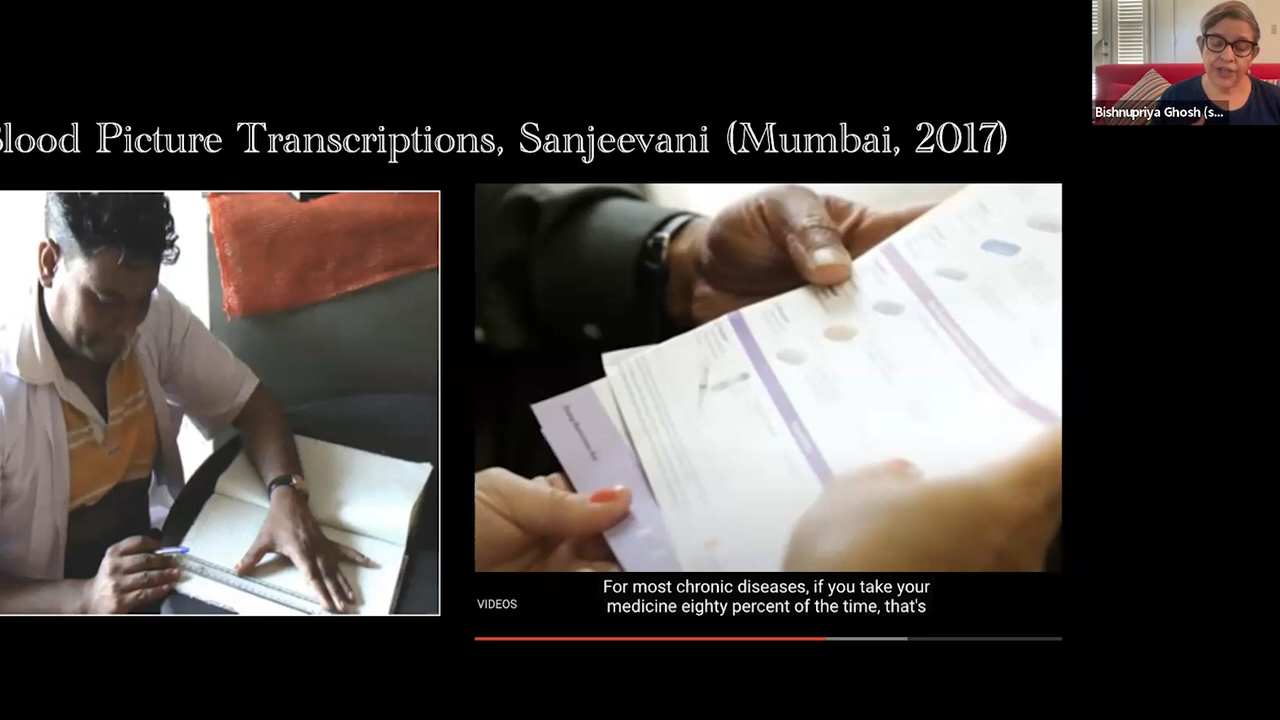 Bishnupriya Ghosh (s...
Blood Picture Transcriptions, Sanjeevani (Mumbai, 2017)
For most chronic diseases, if you take your
medicine eighty percent of the time, that's
VIDEOS